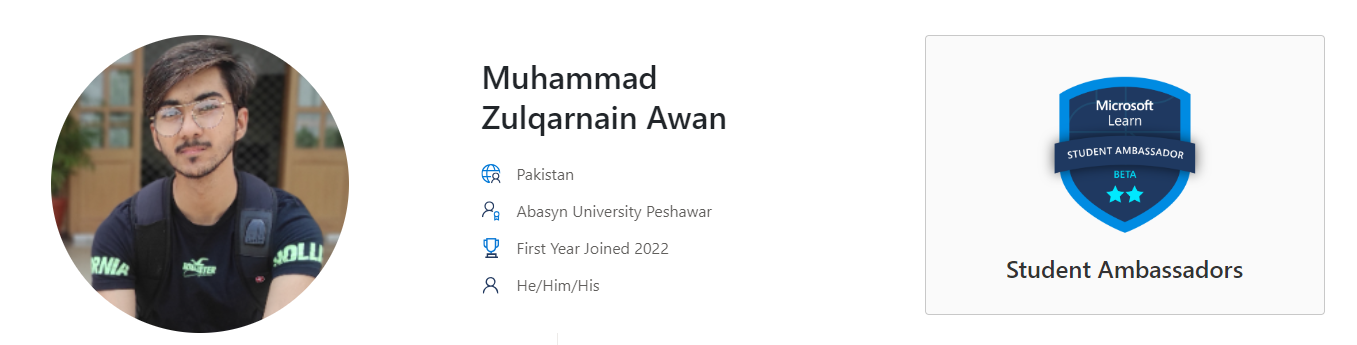 Muhammad
Zulqarnain Awan
Pakistan
Abasyn University Peshawar
First Year Joined 2022
He/Him/His
Microsoft
Learn
STUDENT AMBASSADOR
BETA
Student Ambassadors
HOLLISTER